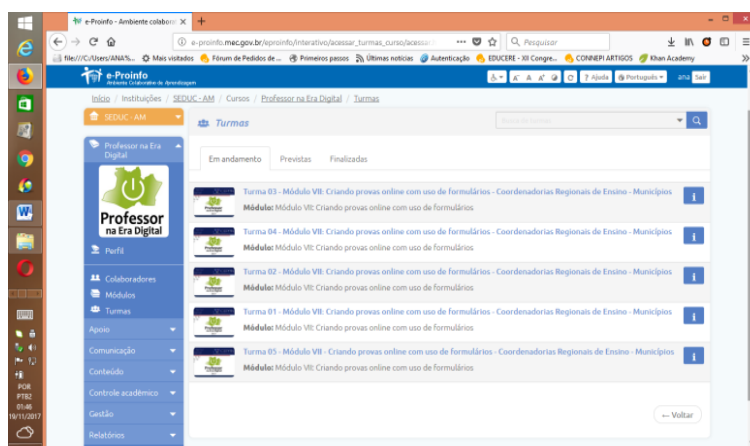 e-Proinfo - Ambiente colabora
e-proinfo.mec.gov.br/eproinfo/interativo/acessar_turmas_curso/acessar
Pesquisar
file:///C:/Users/ANA%... Mais visitados Fórum de Pedidos de ... Primeiros passos Últimas notícias Autenticação EDUCERE - XII Congre... CONNEPI ARTIGOS Khan Academy
e-Proinfo
Ambiente Colaborativo de Aprendizagem
A A A+ C ? Ajuda Português ana Sair
Início / Instituições / SEDUC - AM / Cursos / Professor na Era Digital / Turmas
SEDUC - AM
Turmas
Professor na Era
Digital
Professor
na Era Digital
Perfil
Colaboradores
Módulos
Turmas
Apoio
Comunicação
Conteúdo
Controle acadêmico
Gestão
Relatórios
Em andamento Previstas Finalizadas
Turma 03 - Módulo VII: Criando provas online com uso de formulários - Coordenadorias Regionais de Ensino - Municípios
Módulo: Módulo VII: Criando provas online com uso de formulários
Turma 04 - Módulo VII: Criando provas online com uso de formulários - Coordenadorias Regionais de Ensino - Municípios
Módulo: Módulo VII: Criando provas online com uso de formulários
Turma 02 - Módulo VII: Criando provas online com uso de formulários - Coordenadorias Regionais de Ensino - Municípios
Módulo: Módulo VII: Criando provas online com uso de formulários
Turma 01 - Módulo VII: Criando provas online com uso de formulários - Coordenadorias Regionais de Ensino - Municípios
Módulo: Módulo VII: Criando provas online com uso de formulários
Turma 05 - Módulo VII - Criando provas online com uso de formulários - Coordenadorias Regionais de Ensino - Municípios
Módulo: Módulo VII: Criando provas online com uso de formulários
← Voltar
POR
PTB2
01:46
19/11/2017